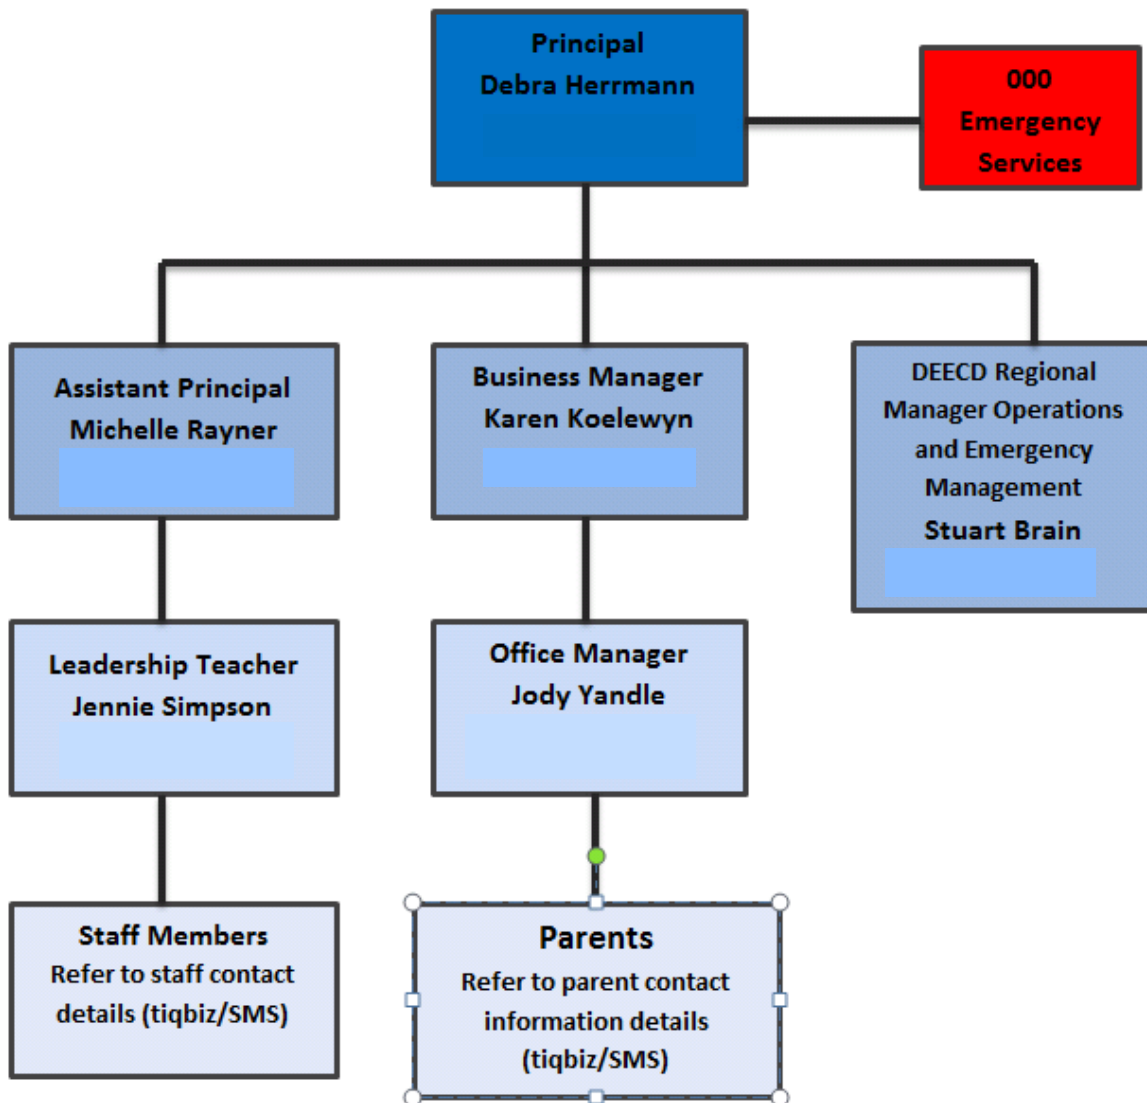 Principal
Debra Herrmann
000
Emergency
Services
Assistant Principal
Michelle Rayner
Business Manager
Karen Koelewyn
DEECD Regional
Manager Operations
and Emergency
Management
Stuart Brain
Leadership Teacher
Jennie Simpson
Office Manager
Jody Yandle
Staff Members
Refer to staff contact
details (tiqbiz/SMS)
Parents
Refer to parent contact
information details
(tiqbiz/SMS)